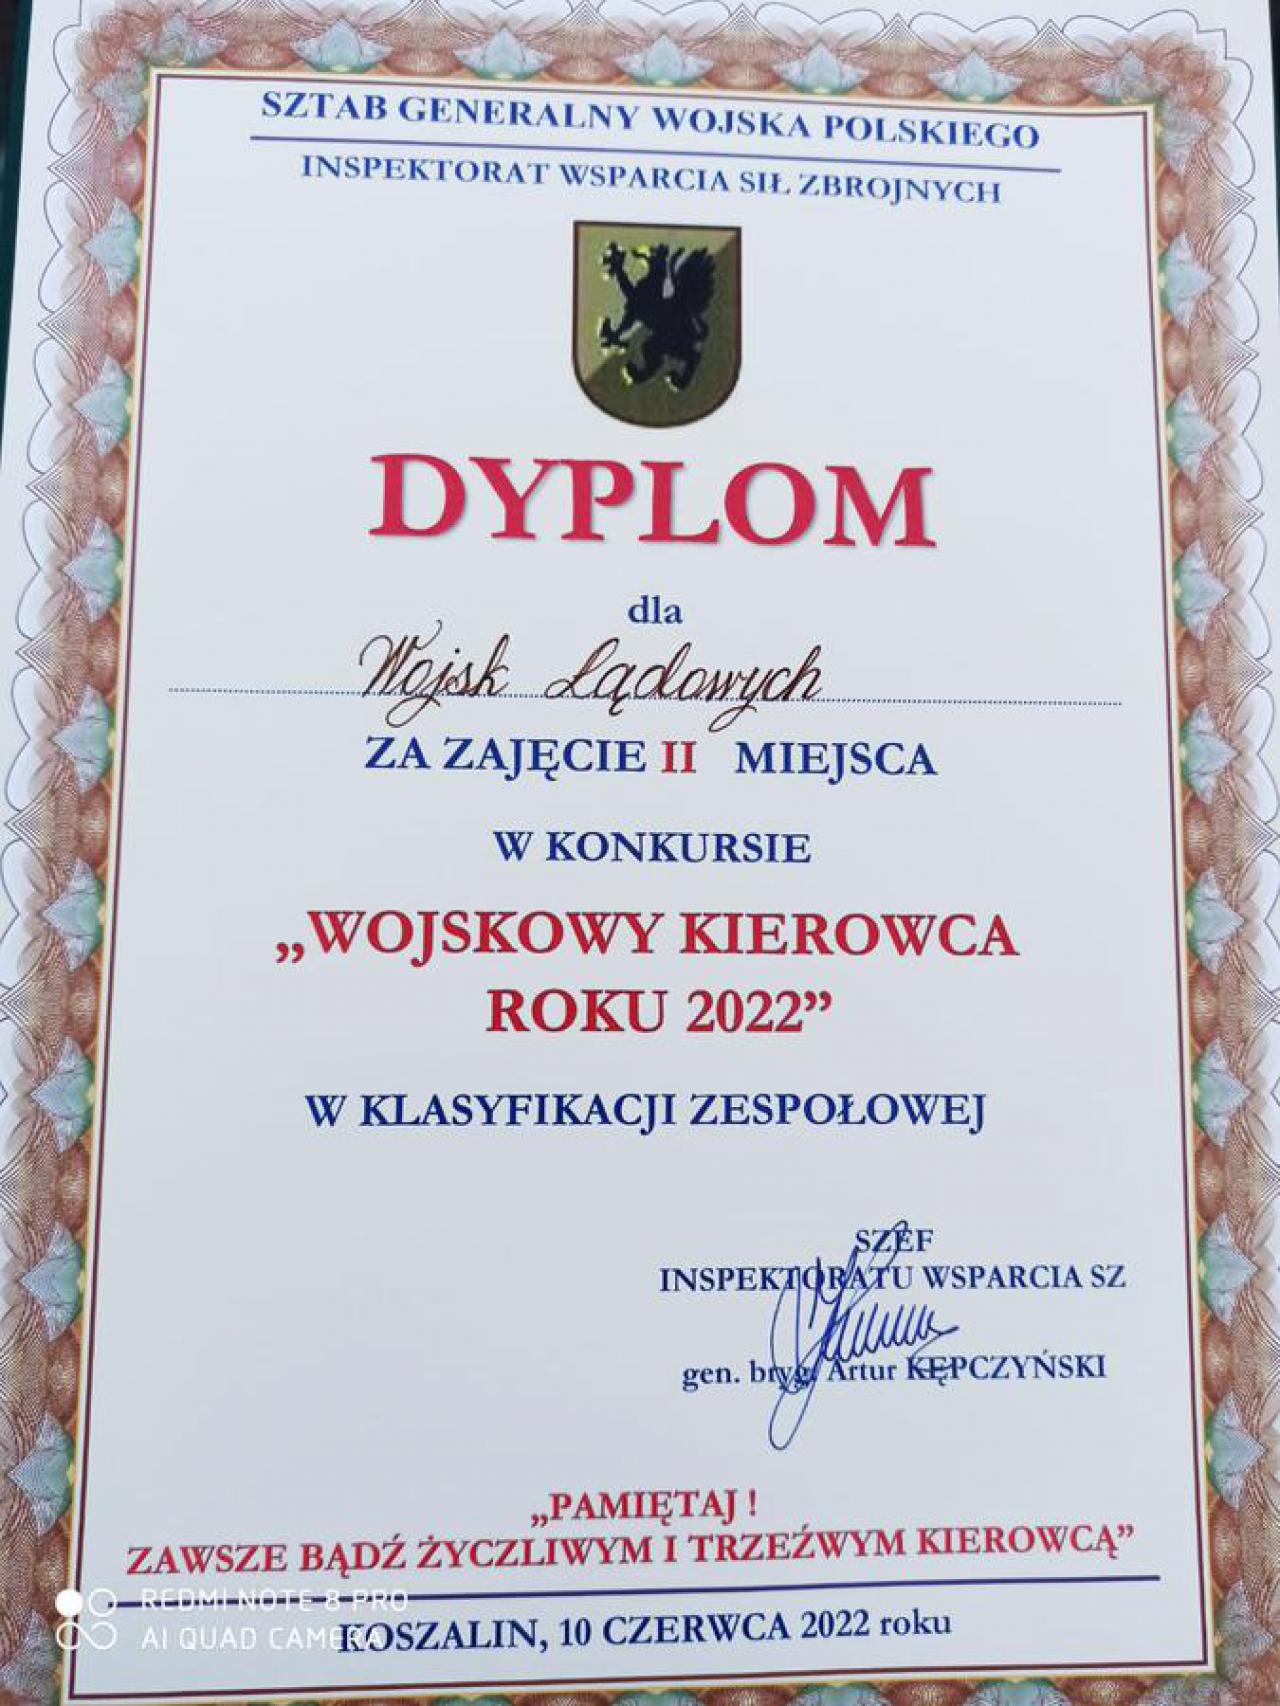 SZTAB GENERALNY WOJSKA POLSKIEGO
INSPEKTORAT WSPARCIA SIŁ ZBROJNYCH
DYPLOM
dla
Wojsk Lądowych
ZA ZAJĘCIE II MIEJSCA
W KONKURSIE
„WOJSKOWY KIEROWCA
ROKU 2022”
W KLASYFIKACJI ZESPOŁOWEJ
SZEF
INSPEKTORATU WSPARCIA SZ
gen. bryg. Artur KĘPCZYŃSKI
„PAMIĘTAJ !
ZAWSZE BĄDŹ ŻYCZLIWYM I TRZEŹWYM KIEROWCĄ”
REDMI NOTE 8 PRO
AI QUAD CAMERA
KOSZALIN, 10 CZERWCA 2022 roku